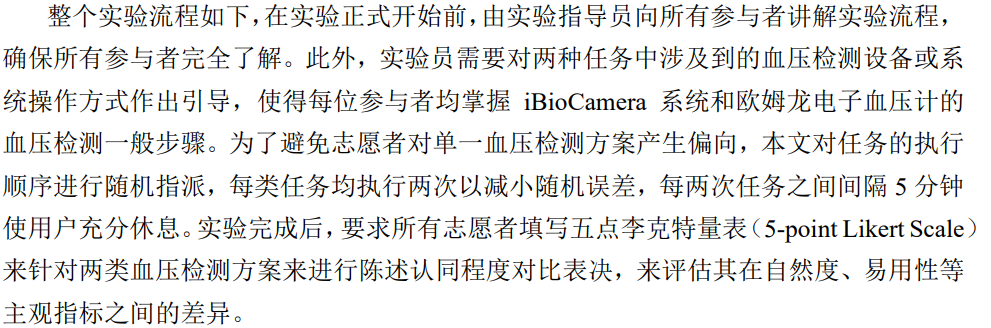 整个实验流程如下，在实验正式开始前，由实验指导员向所有参与者讲解实验流程，
确保所有参与者完全了解。此外，实验员需要对两种任务中涉及到的血压检测设备或系
统操作方式作出引导，使得每位参与者均掌握 iBioCamera 系统和欧姆龙电子血压计的
血压检测一般步骤。为了避免志愿者对单一血压检测方案产生偏向，本文对任务的执行
顺序进行随机指派，每类任务均执行两次以减小随机误差，每两次任务之间间隔 5 分钟
使用户充分休息。实验完成后，要求所有志愿者填写五点李克特量表（5-point Likert Scale）
来针对两类血压检测方案来进行陈述认同程度对比表决，来评估其在自然度、易用性等
主观指标之间的差异。